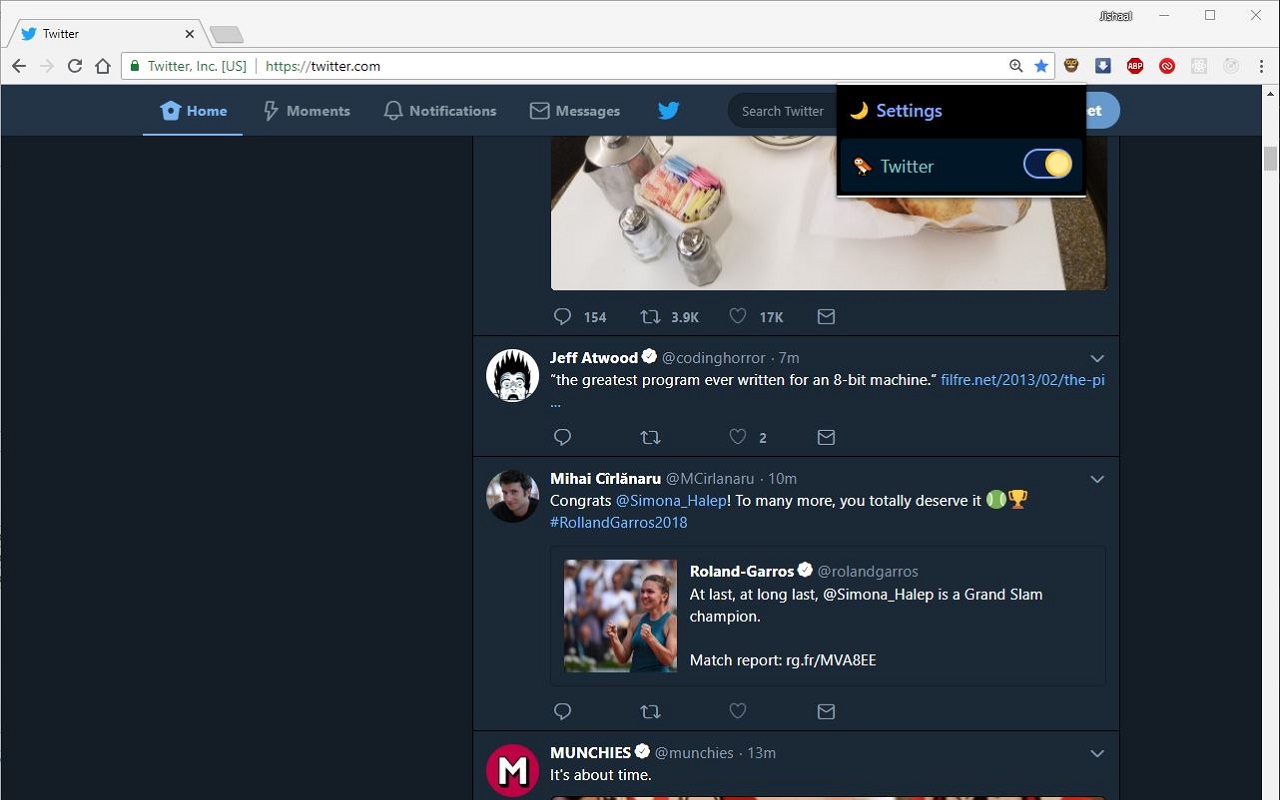 Jishaal
Twitter
Twitter, Inc. [US] | https://twitter.com
ABP
Home Moments Notifications Messages Search Twitter et
Settings
Twitter
154 3.9K 17K
Jeff Atwood @codinghorror · 7m
“the greatest program ever written for an 8-bit machine.” filfre.net/2013/02/the-pi
...
2
Mihai Cîrlănaru @MCirlanaru · 10m
Congrats @Simona_Halep! To many more, you totally deserve it
#RollandGarros2018
Roland-Garros @rolandgarros
At last, at long last, @Simona_Halep is a Grand Slam
champion.
Match report: rg.fr/MVA8EE
M
MUNCHIES @munchies · 13m
It's about time.